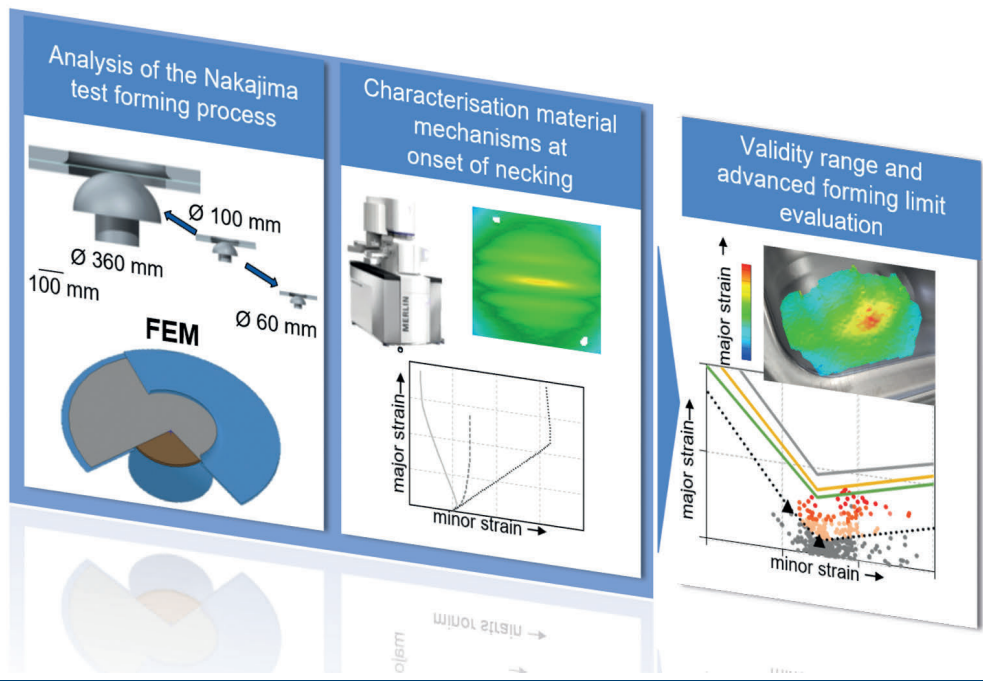 Analysis of the Nakajima
test forming process
Ø 100 mm
Ø 360 mm
100 mm
Ø 60 mm
FEM
Characterisation material
mechanisms at
onset of necking
MERLIN
major strain→
minor strain →
Validity range and
advanced forming limit
evaluation
major strain →
major strain→
minor strain →